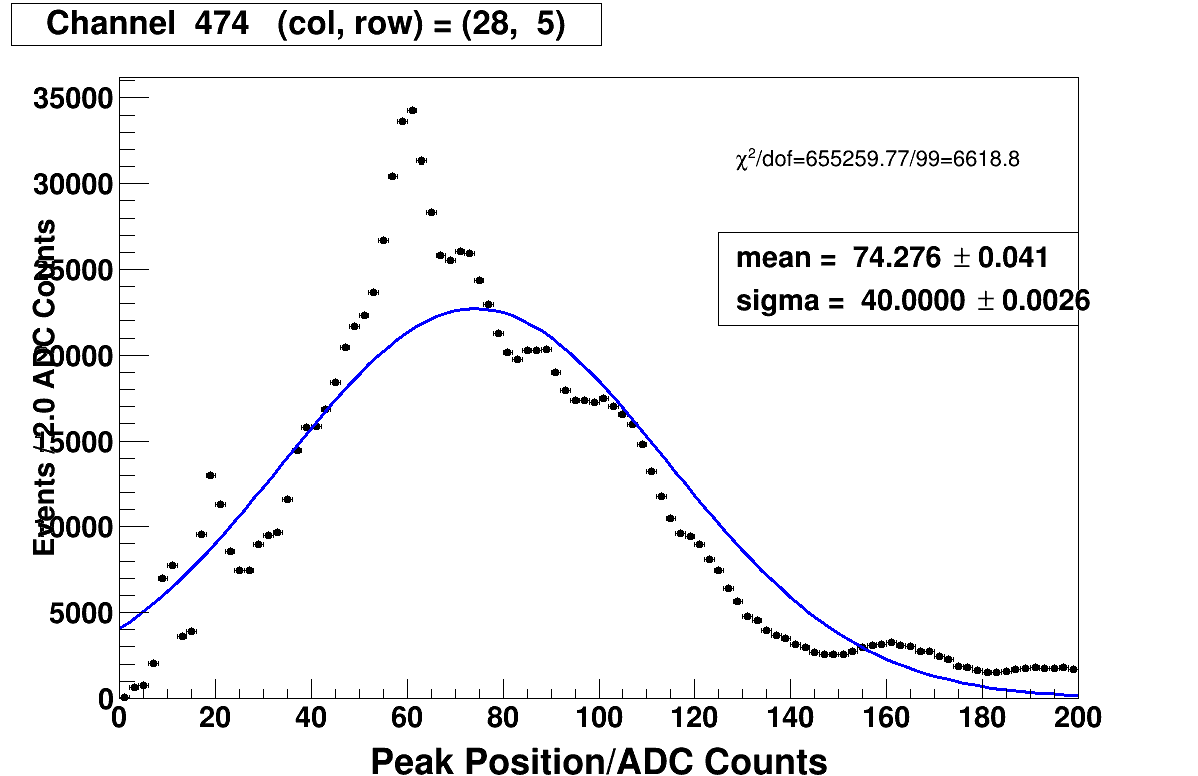 Channel 474 (col, row) = (28, 5)
35000
30000
25000
20000
15000
10000
5000
0
Events / 2.0 ADC Counts
χ²/dof=655259.77/99=6618.8
mean = 74.276 ± 0.041
sigma = 40.0000 ± 0.0026
0 20 40 60 80 100 120 140 160 180 200
Peak Position/ADC Counts